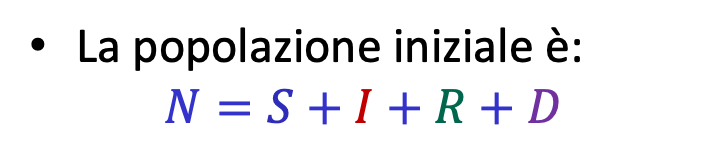 • La popolazione iniziale è:
N = S + I + R + D